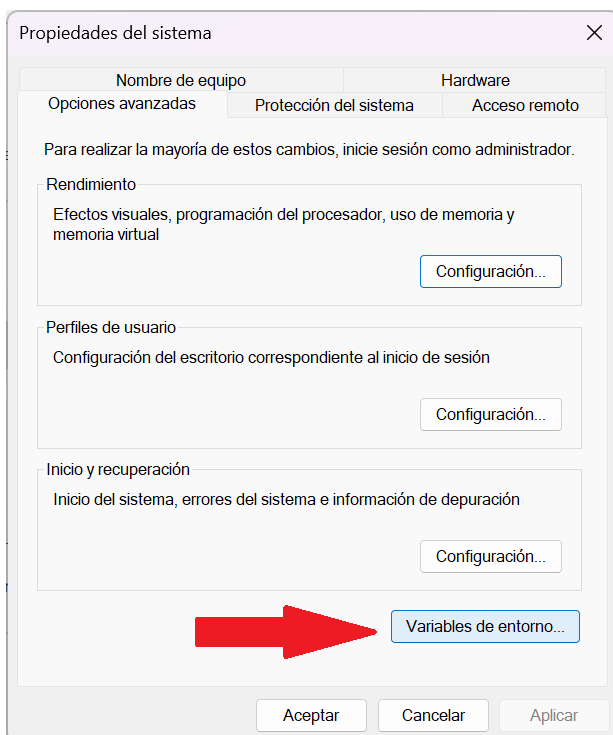 Propiedades del sistema
Nombre de equipo
Hardware
Opciones avanzadas
Protección del sistema
Acceso remoto
Para realizar la mayoría de estos cambios, inicie sesión como administrador.
Rendimiento
Efectos visuales, programación del procesador, uso de memoria y
memoria virtual
Configuración...
Perfiles de usuario
Configuración del escritorio correspondiente al inicio de sesión
Configuración...
Inicio y recuperación
Inicio del sistema, errores del sistema e información de depuración
Configuración...
Variables de entorno...
Aceptar
Cancelar
Aplicar